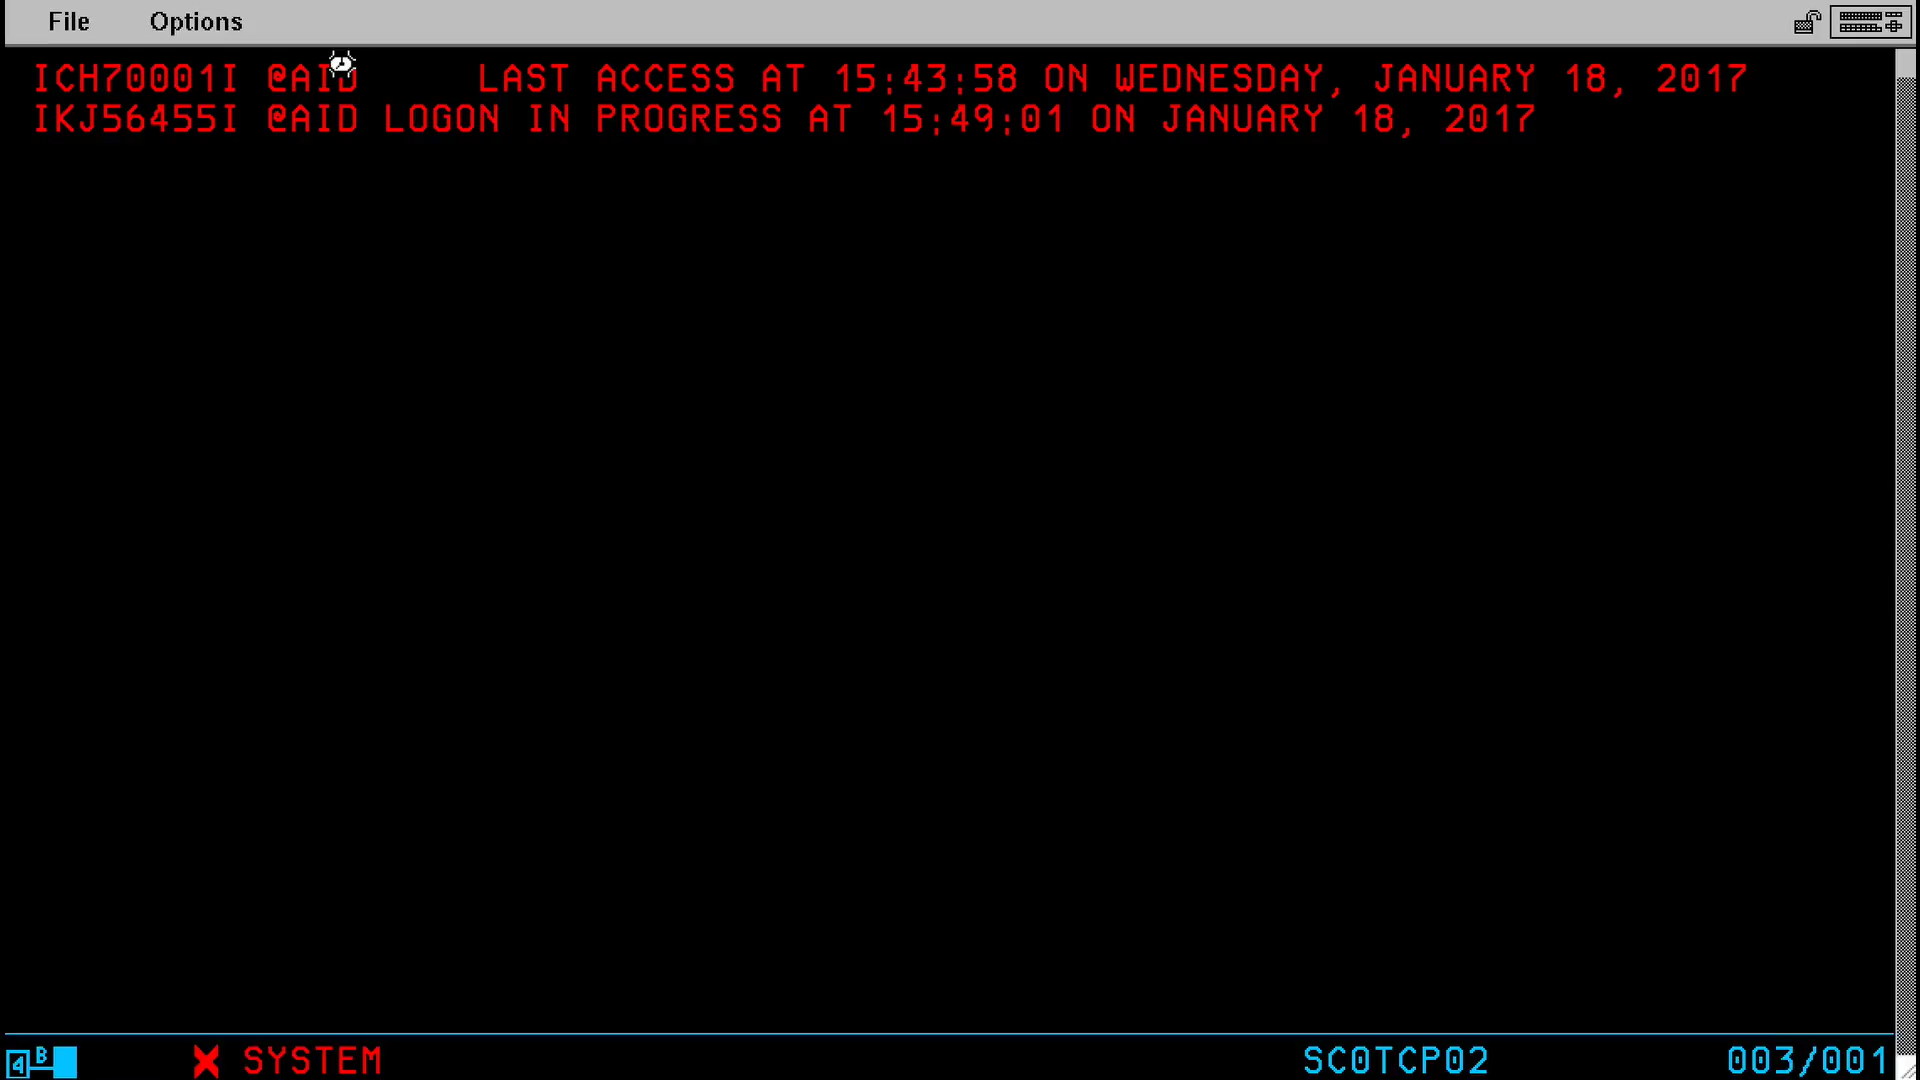 File Options
ICH70001I @AID LAST ACCESS AT 15:43:58 ON WEDNESDAY, JANUARY 18, 2017
IKJ56455I @AID LOGON IN PROGRESS AT 15:49:01 ON JANUARY 18, 2017
4 B X SYSTEM SC0TCP02 003/001